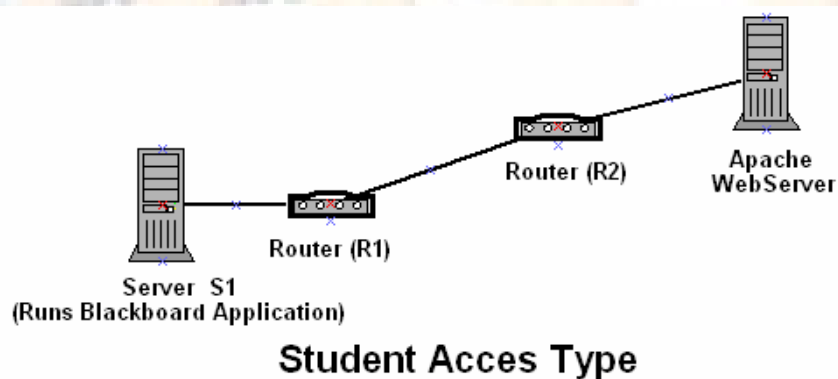 Apache
WebServer
Router (R2)
Router (R1)
Server S1
(Runs Blackboard Application)
Student Acces Type